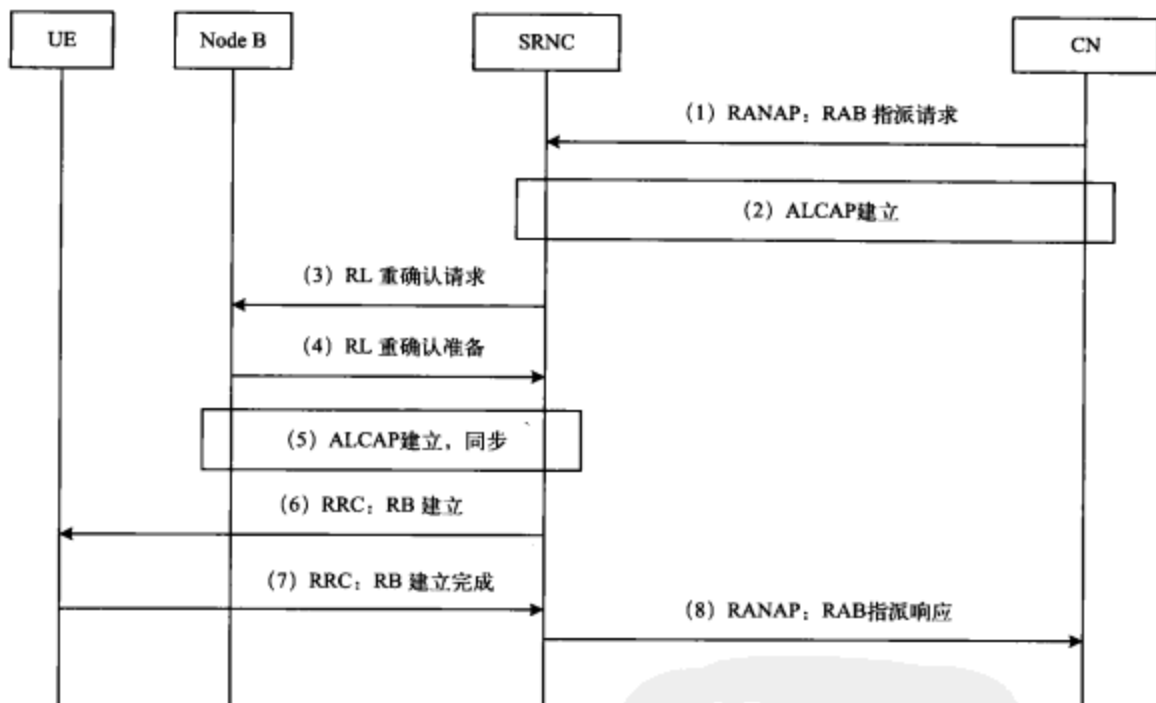 UE
Node B
SRNC
CN
（1）RANAP：RAB 指派请求
（2）ALCAP建立
（3）RL 重确认请求
（4）RL 重确认准备
（5）ALCAP建立，同步
（6）RRC：RB 建立
（7）RRC：RB 建立完成
（8）RANAP：RAB指派响应